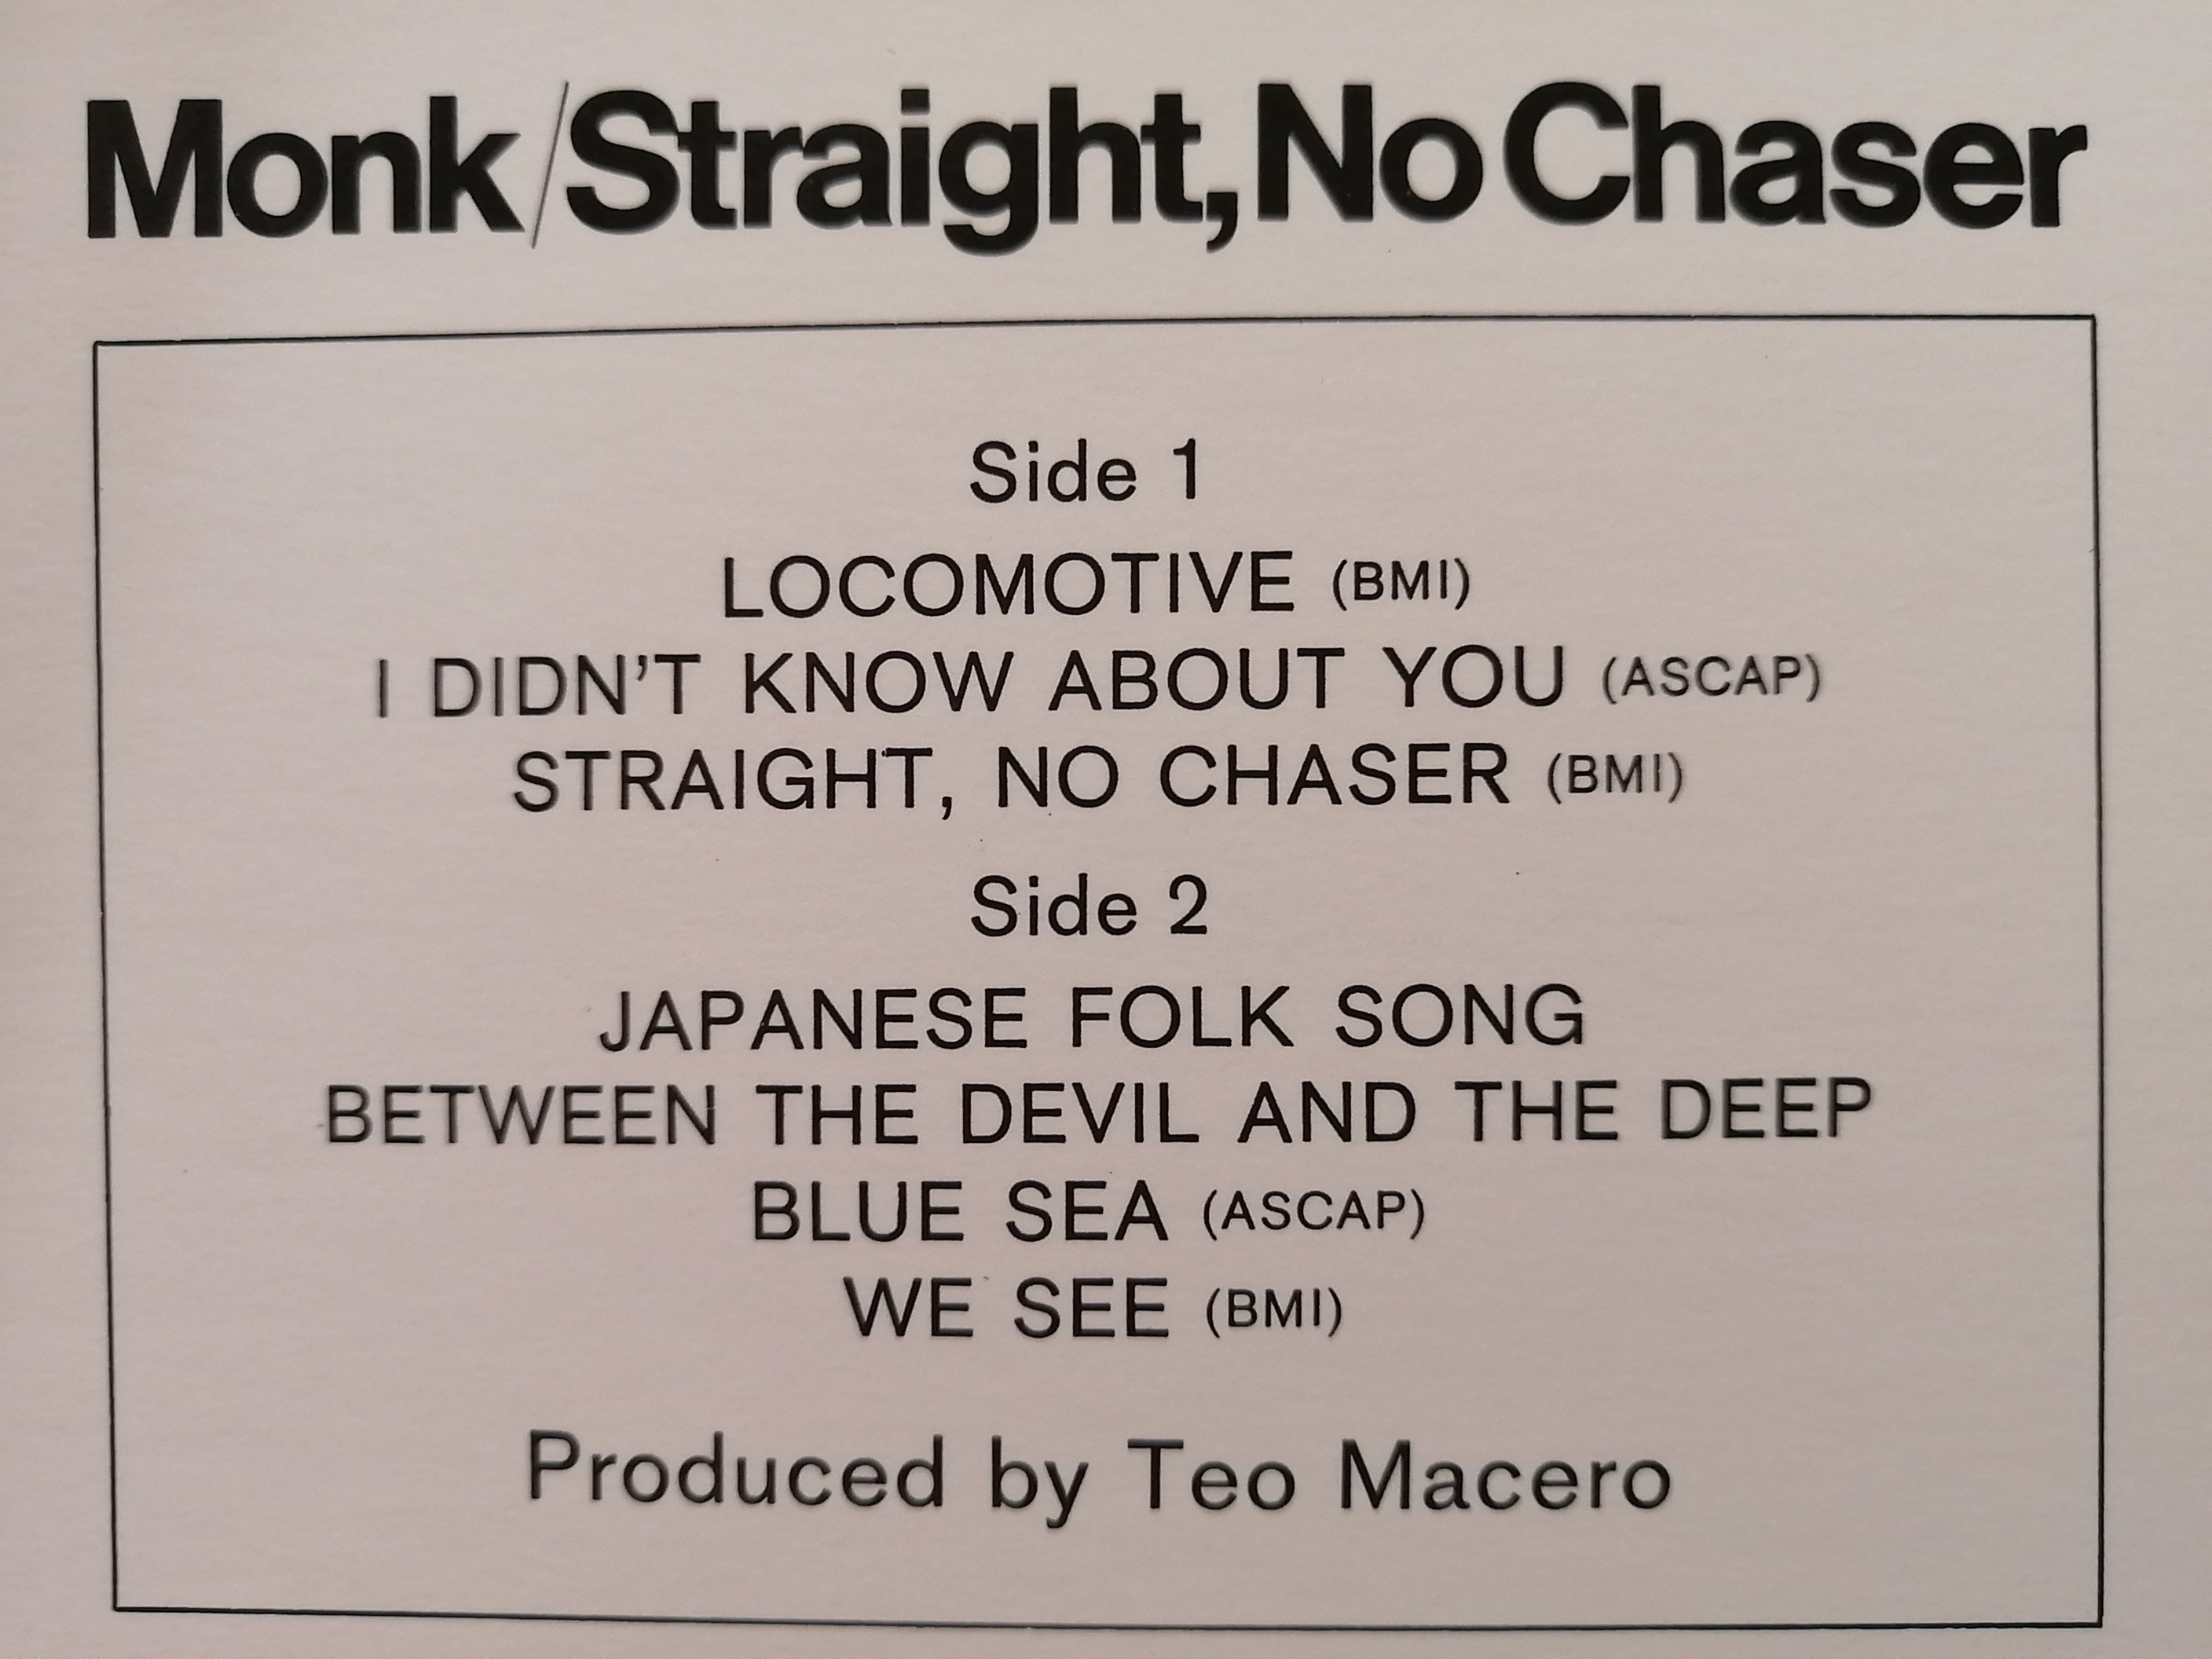 Monk/Straight, No Chaser
Side 1
LOCOMOTIVE (BMI)
I DIDN'T KNOW ABOUT YOU (ASCAP)
STRAIGHT, NO CHASER (BMI)
Side 2
JAPANESE FOLK SONG
BETWEEN THE DEVIL AND THE DEEP
BLUE SEA (ASCAP)
WE SEE (BMI)
Produced by Teo Macero